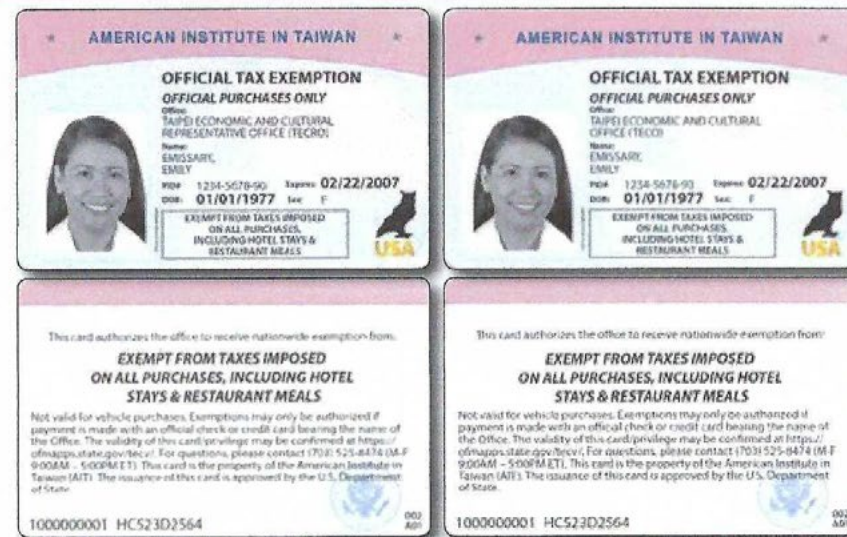 AMERICAN INSTITUTE IN TAIWAN
OFFICIAL TAX EXEMPTION
OFFICIAL PURCHASES ONLY
Office:
TAIPEI ECONOMIC AND CULTURAL
REPRESENTATIVE OFFICE (TECRO)
Name:
EMISSARY,
EMILY
PID# 1234-5678-90 Expires: 02/22/2007
DOB: 01/01/1977 Sex: F
EXEMPT FROM TAXES IMPOSED
ON ALL PURCHASES,
INCLUDING HOTEL STAYS &
RESTAURANT MEALS
USA
AMERICAN INSTITUTE IN TAIWAN
OFFICIAL TAX EXEMPTION
OFFICIAL PURCHASES ONLY
Office:
TAIPEI ECONOMIC AND CULTURAL
OFFICE (TECO)
Name:
EMISSARY,
EMILY
PID# 1234-5678-90 Expires: 02/22/2007
DOB: 01/01/1977 Sex: F
EXEMPT FROM TAXES IMPOSED
ON ALL PURCHASES,
INCLUDING HOTEL STAYS &
RESTAURANT MEALS
USA
This card authorizes the office to receive nationwide exemption from:
EXEMPT FROM TAXES IMPOSED
ON ALL PURCHASES, INCLUDING HOTEL
STAYS & RESTAURANT MEALS
Not valid for vehicle purchases. Exemptions may only be authorized if
payment is made with an official check or credit card bearing the name of
the Office. The validity of this card/privilege may be confirmed at https://
ofmapps.state.gov/tecv/. For questions, please contact (703) 525-8474 (M-F
9:00AM - 5:00PM ET). This card is the property of the American Institute in
Taiwan (AIT). The issuance of this card is approved by the U.S. Department
of State.
1000000001 HC523D2564
002
A01
This card authorizes the office to receive nationwide exemption from:
EXEMPT FROM TAXES IMPOSED
ON ALL PURCHASES, INCLUDING HOTEL
STAYS & RESTAURANT MEALS
Not valid for vehicle purchases. Exemptions may only be authorized if
payment is made with an official check or credit card bearing the name of
the Office. The validity of this card/privilege may be confirmed at https://
ofmapps.state.gov/tecv/. For questions, please contact (703) 525-8474 (M-F
9:00AM - 5:00PM ET). This card is the property of the American Institute in
Taiwan (AIT). The issuance of this card is approved by the U.S. Department
of State.
1000000001 HC523D2564
002
A01